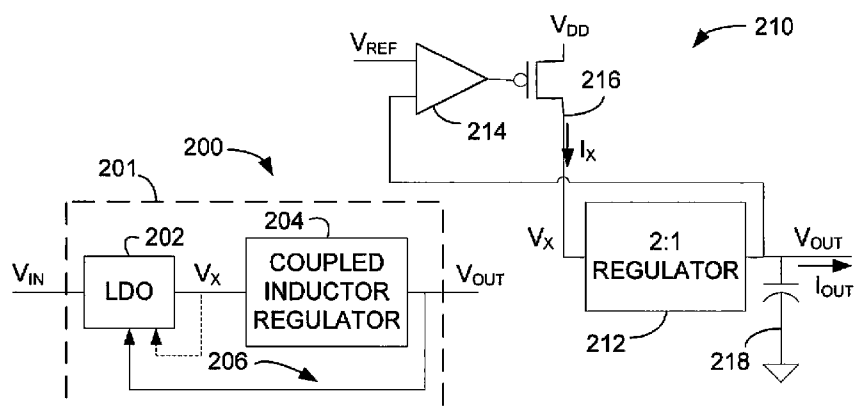 V_DD
210
V_REF
214
216
I_X
200
201
202
204
V_X
2:1
REGULATOR
V_OUT
I_OUT
V_IN
LDO
V_X
COUPLED
INDUCTOR
REGULATOR
V_OUT
206
212
218